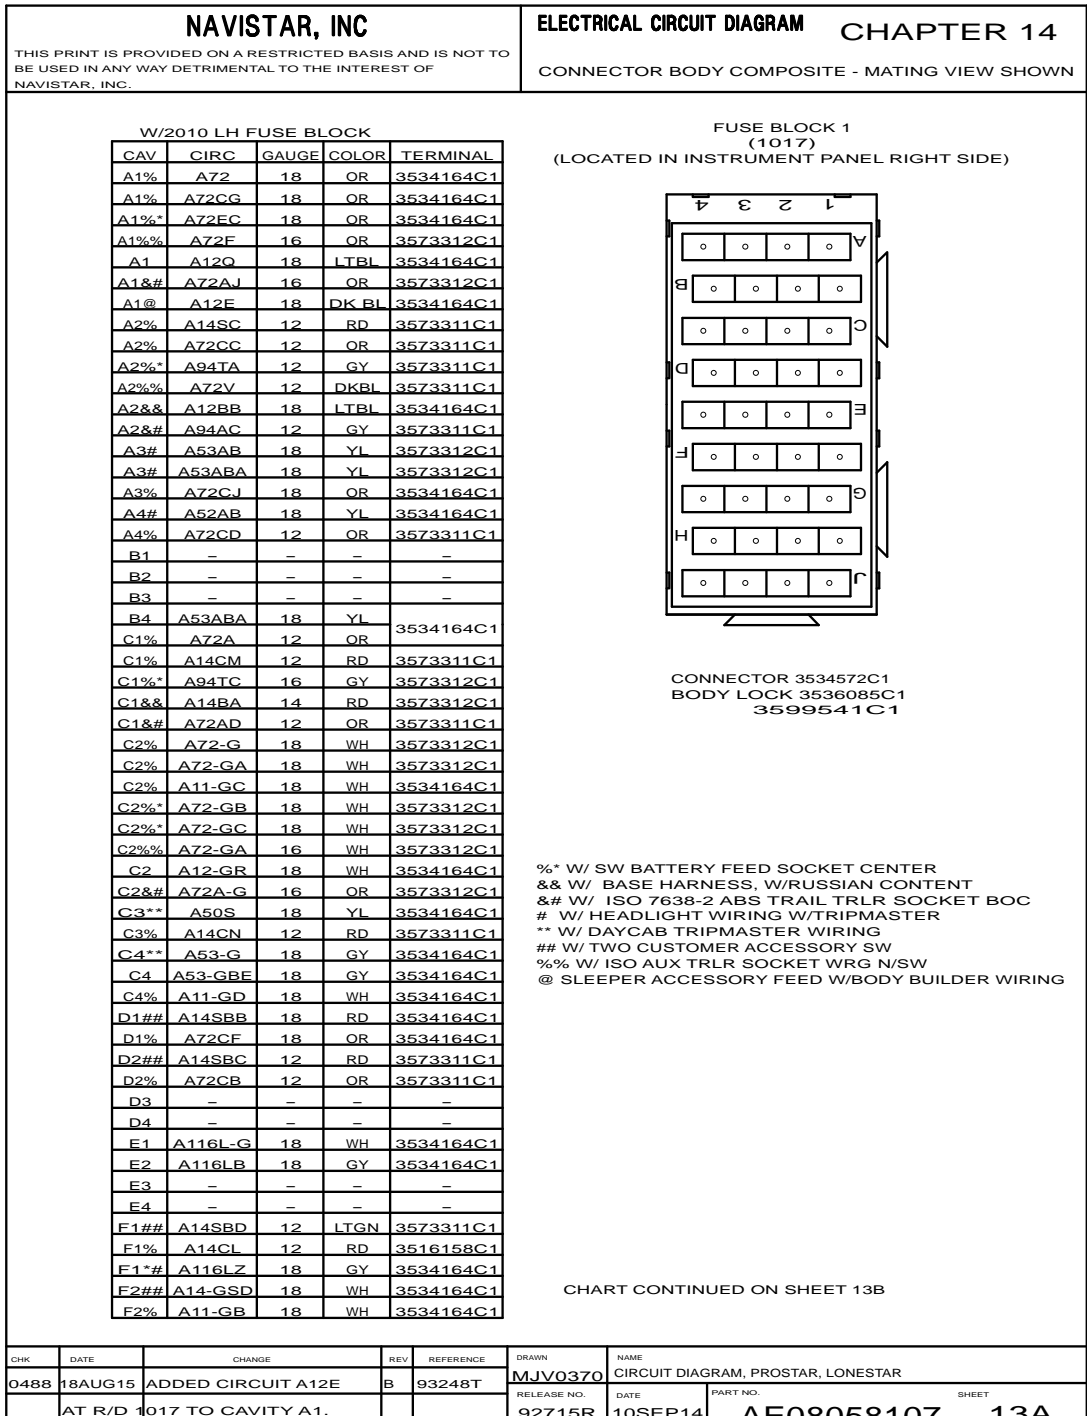 NAVISTAR, INC
THIS PRINT IS PROVIDED ON A RESTRICTED BASIS AND IS NOT TO
BE USED IN ANY WAY DETRIMENTAL TO THE INTEREST OF
NAVISTAR, INC.
ELECTRICAL CIRCUIT DIAGRAM CHAPTER 14
CONNECTOR BODY COMPOSITE - MATING VIEW SHOWN
W/2010 LH FUSE BLOCK
CAV CIRC GAUGE COLOR TERMINAL
A1% A72 18 OR 3534164C1
A1% A72CG 18 OR 3534164C1
A1%* A72EC 18 OR 3534164C1
A1%% A72F 16 OR 3573312C1
A1 A12Q 18 LTBL 3534164C1
A1&# A72AJ 16 OR 3573312C1
A1@ A12E 18 DK BL 3534164C1
A2% A14SC 12 RD 3573311C1
A2% A72CC 12 OR 3573311C1
A2%* A94TA 12 GY 3573311C1
A2%% A72V 12 DKBL 3573311C1
A2&& A12BB 18 LTBL 3534164C1
A2&# A94AC 12 GY 3573311C1
A3# A53AB 18 YL 3573312C1
A3# A53ABA 18 YL 3573312C1
A3% A72CJ 18 OR 3534164C1
A4# A52AB 18 YL 3534164C1
A4% A72CD 12 OR 3573311C1
B1 – – – –
B2 – – – –
B3 – – – –
B4 A53ABA 18 YL 3534164C1
C1% A72A 12 OR
C1% A14CM 12 RD 3573311C1
C1%* A94TC 16 GY 3573312C1
C1&& A14BA 14 RD 3573312C1
C1&# A72AD 12 OR 3573311C1
C2% A72-G 18 WH 3573312C1
C2% A72-GA 18 WH 3573312C1
C2% A11-GC 18 WH 3534164C1
C2%* A72-GB 18 WH 3573312C1
C2%* A72-GC 18 WH 3573312C1
C2%% A72-GA 16 WH 3573312C1
C2 A12-GR 18 WH 3534164C1
C2&# A72A-G 16 OR 3573312C1
C3** A50S 18 YL 3534164C1
C3% A14CN 12 RD 3573311C1
C4** A53-G 18 GY 3534164C1
C4 A53-GBE 18 GY 3534164C1
C4% A11-GD 18 WH 3534164C1
D1## A14SBB 18 RD 3534164C1
D1% A72CF 18 OR 3534164C1
D2## A14SBC 12 RD 3573311C1
D2% A72CB 12 OR 3573311C1
D3 – – – –
D4 – – – –
E1 A116L-G 18 WH 3534164C1
E2 A116LB 18 GY 3534164C1
E3 – – – –
E4 – – – –
F1## A14SBD 12 LTGN 3573311C1
F1% A14CL 12 RD 3516158C1
F1*# A116LZ 18 GY 3534164C1
F2## A14-GSD 18 WH 3534164C1
F2% A11-GB 18 WH 3534164C1
FUSE BLOCK 1
(1017)
(LOCATED IN INSTRUMENT PANEL RIGHT SIDE)
4 3 2 1
A
B
C
D
E
F
G
H
J
CONNECTOR 3534572C1
BODY LOCK 3536085C1
3599541C1
%* W/ SW BATTERY FEED SOCKET CENTER
&& W/ BASE HARNESS, W/RUSSIAN CONTENT
&# W/ ISO 7638-2 ABS TRAIL TRLR SOCKET BOC
# W/ HEADLIGHT WIRING W/TRIPMASTER
** W/ DAYCAB TRIPMASTER WIRING
## W/ TWO CUSTOMER ACCESSORY SW
%% W/ ISO AUX TRLR SOCKET WRG N/SW
@ SLEEPER ACCESSORY FEED W/BODY BUILDER WIRING
CHART CONTINUED ON SHEET 13B
CHK DATE CHANGE REV REFERENCE
0488 18AUG15 ADDED CIRCUIT A12E B 93248T
AT R/D 1017 TO CAVITY A1.
DRAWN NAME
MJV0370 CIRCUIT DIAGRAM, PROSTAR, LONESTAR
RELEASE NO. DATE PART NO. SHEET
92715R 10SEP14 AE08058107 13A